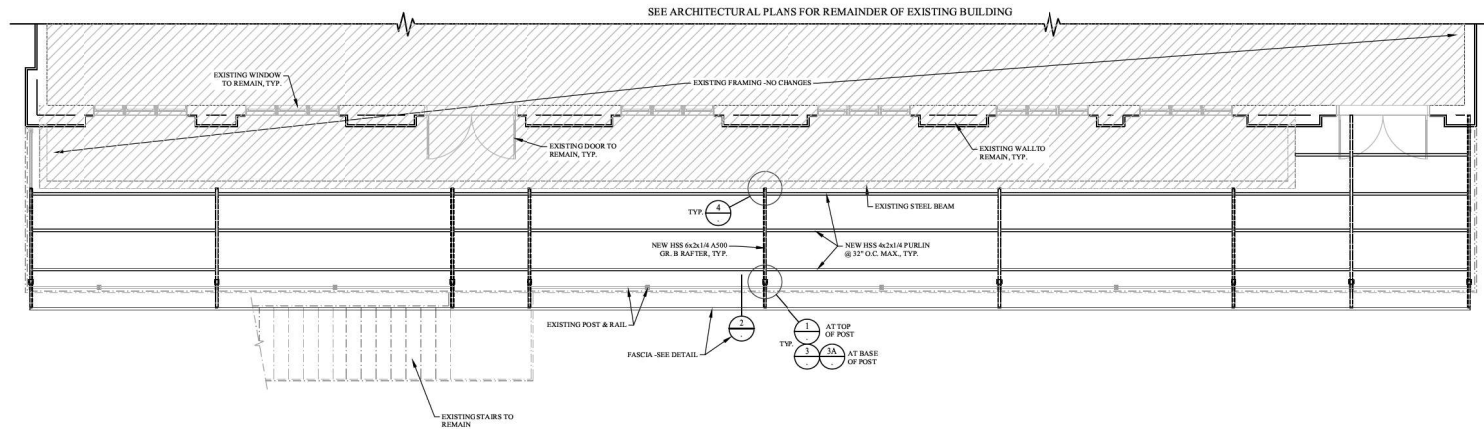 SEE ARCHITECTURAL PLANS FOR REMAINDER OF EXISTING BUILDING
EXISTING WINDOW
TO REMAIN, TYP.
EXISTING FRAMING -NO CHANGES
EXISTING DOOR TO
REMAIN, TYP.
EXISTING WALL TO
REMAIN, TYP.
TYP.
4
EXISTING STEEL BEAM
NEW HSS 6x2x1/4 A500
GR. B RAFTER, TYP.
NEW HSS 4x2x1/4 PURLIN
@ 32" O.C. MAX., TYP.
EXISTING POST & RAIL
FASCIA -SEE DETAIL
2
TYP.
1
AT TOP
OF POST
3
3A
AT BASE
OF POST
EXISTING STAIRS TO
REMAIN